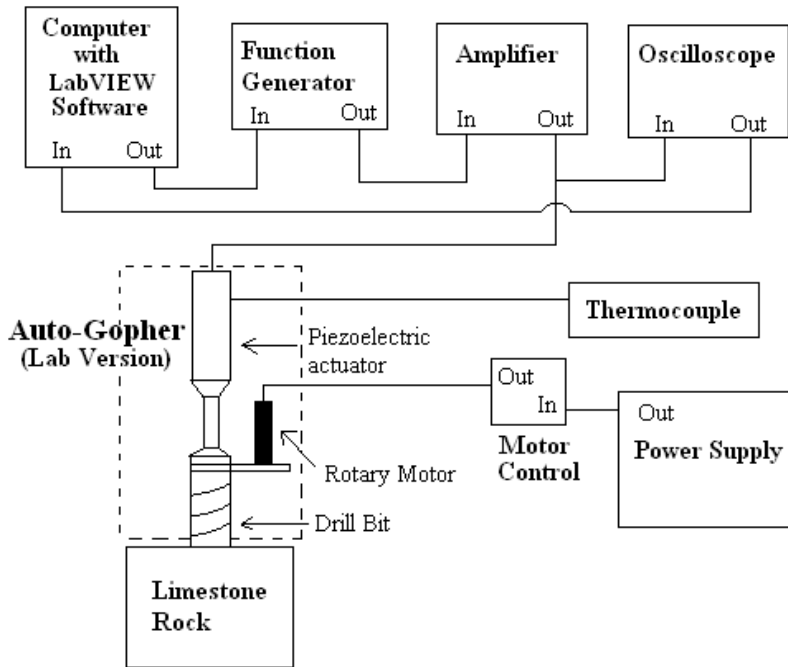 Computer
with
LabVIEW
Software
In
Out
Function
Generator
In
Out
Amplifier
In
Out
Oscilloscope
In
Out
Auto-Gopher
(Lab Version)
Piezoelectric
actuator
Thermocouple
Out
In
Motor
Control
Out
Power Supply
Rotary Motor
Drill Bit
Limestone
Rock